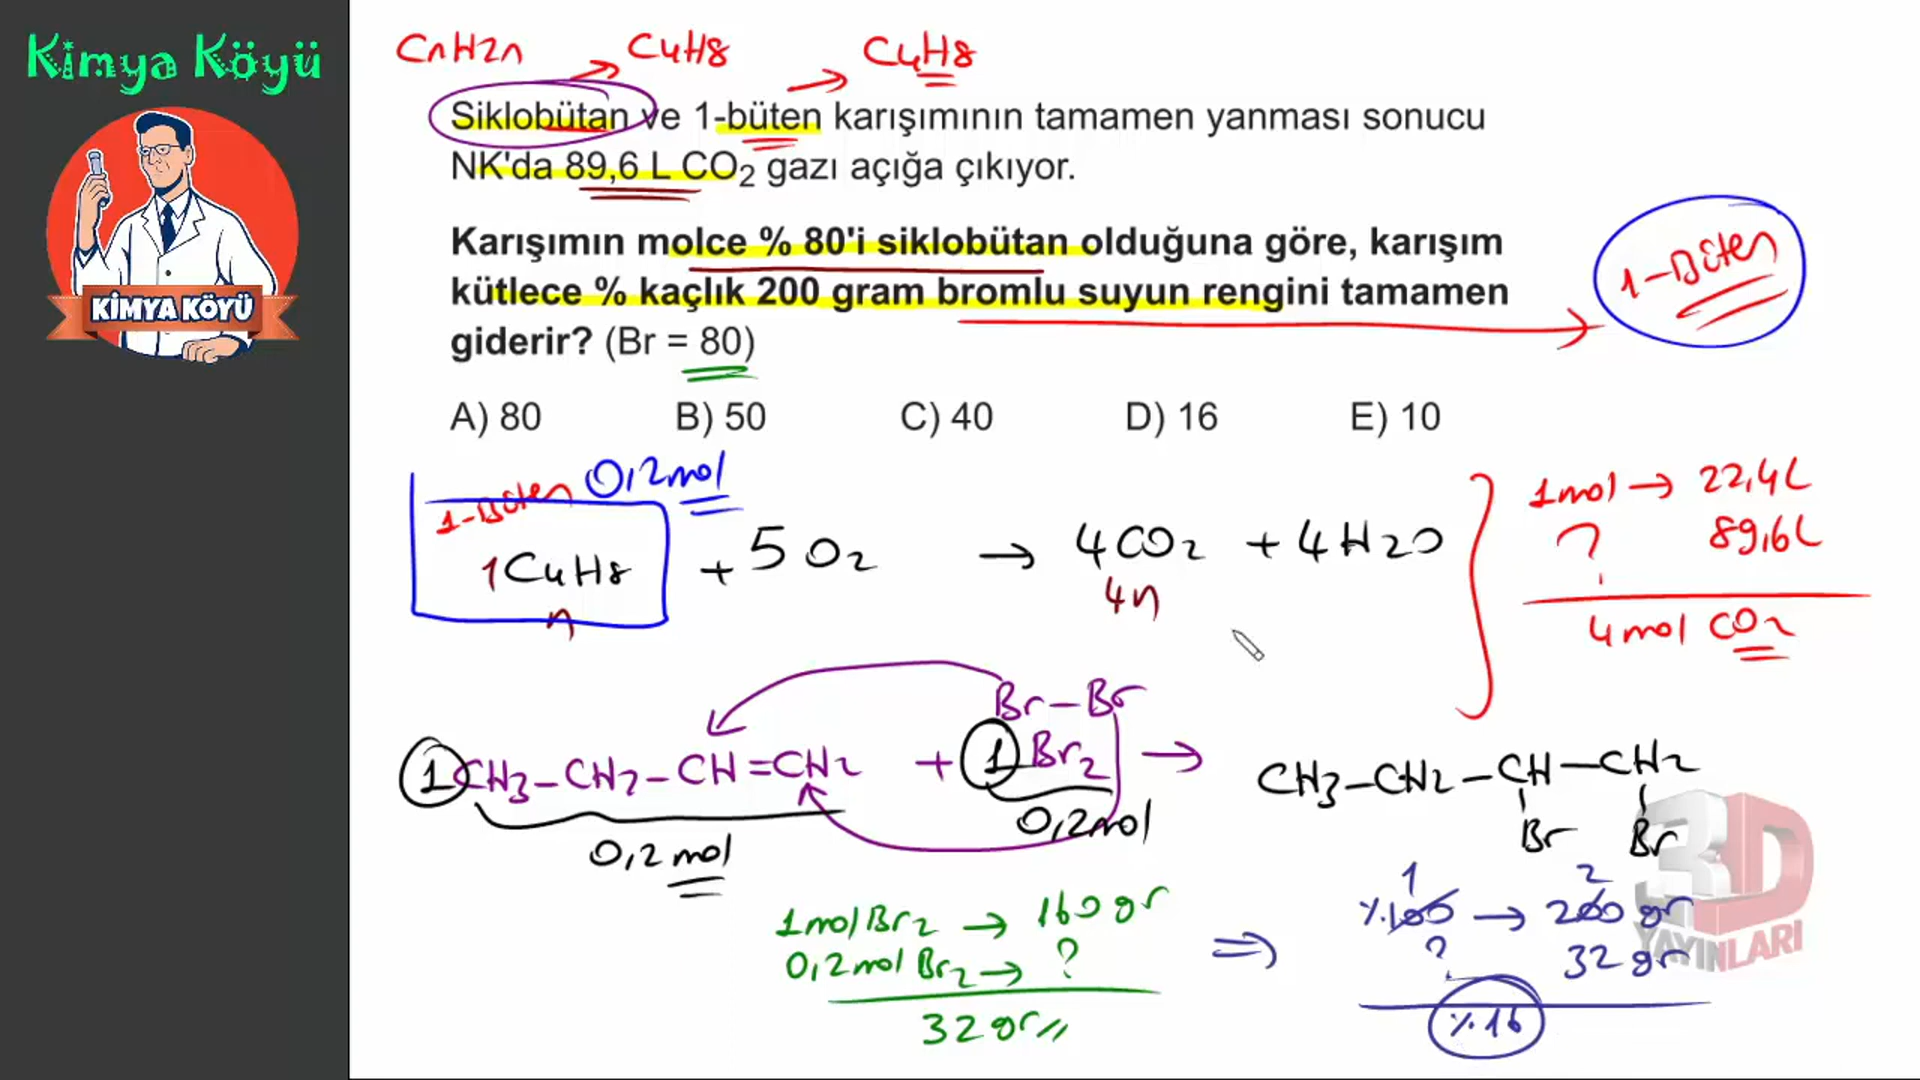 Kimya Köyü
KİMYA KÖYÜ
CnH2n
C4H8
C4H8
Siklobütan ve 1-büten karışımının tamamen yanması sonucu
NK'da 89,6 L CO2 gazı açığa çıkıyor.
Karışımın molce % 80'i siklobütan olduğuna göre, karışım
kütlece % kaçlık 200 gram bromlu suyun rengini tamamen
giderir? (Br = 80)
1-Büten
A) 80 B) 50 C) 40 D) 16 E) 10
1-Büten 0,2mol
1C4H8 + 5O2 → 4CO2 + 4H2O
n 4n
1mol → 22,4L
? 89,6L
4mol CO2
Br-Br
1 CH3-CH2-CH=CH2 + 1 Br2 → CH3-CH2-CH-CH2
Br Br
0,2mol 0,2mol
1mol Br2 → 160gr
0,2mol Br2 → ?
32gr
⇒
1 2
%100 → 200 gr
? 32 gr
%16
3D
YAYINLARI